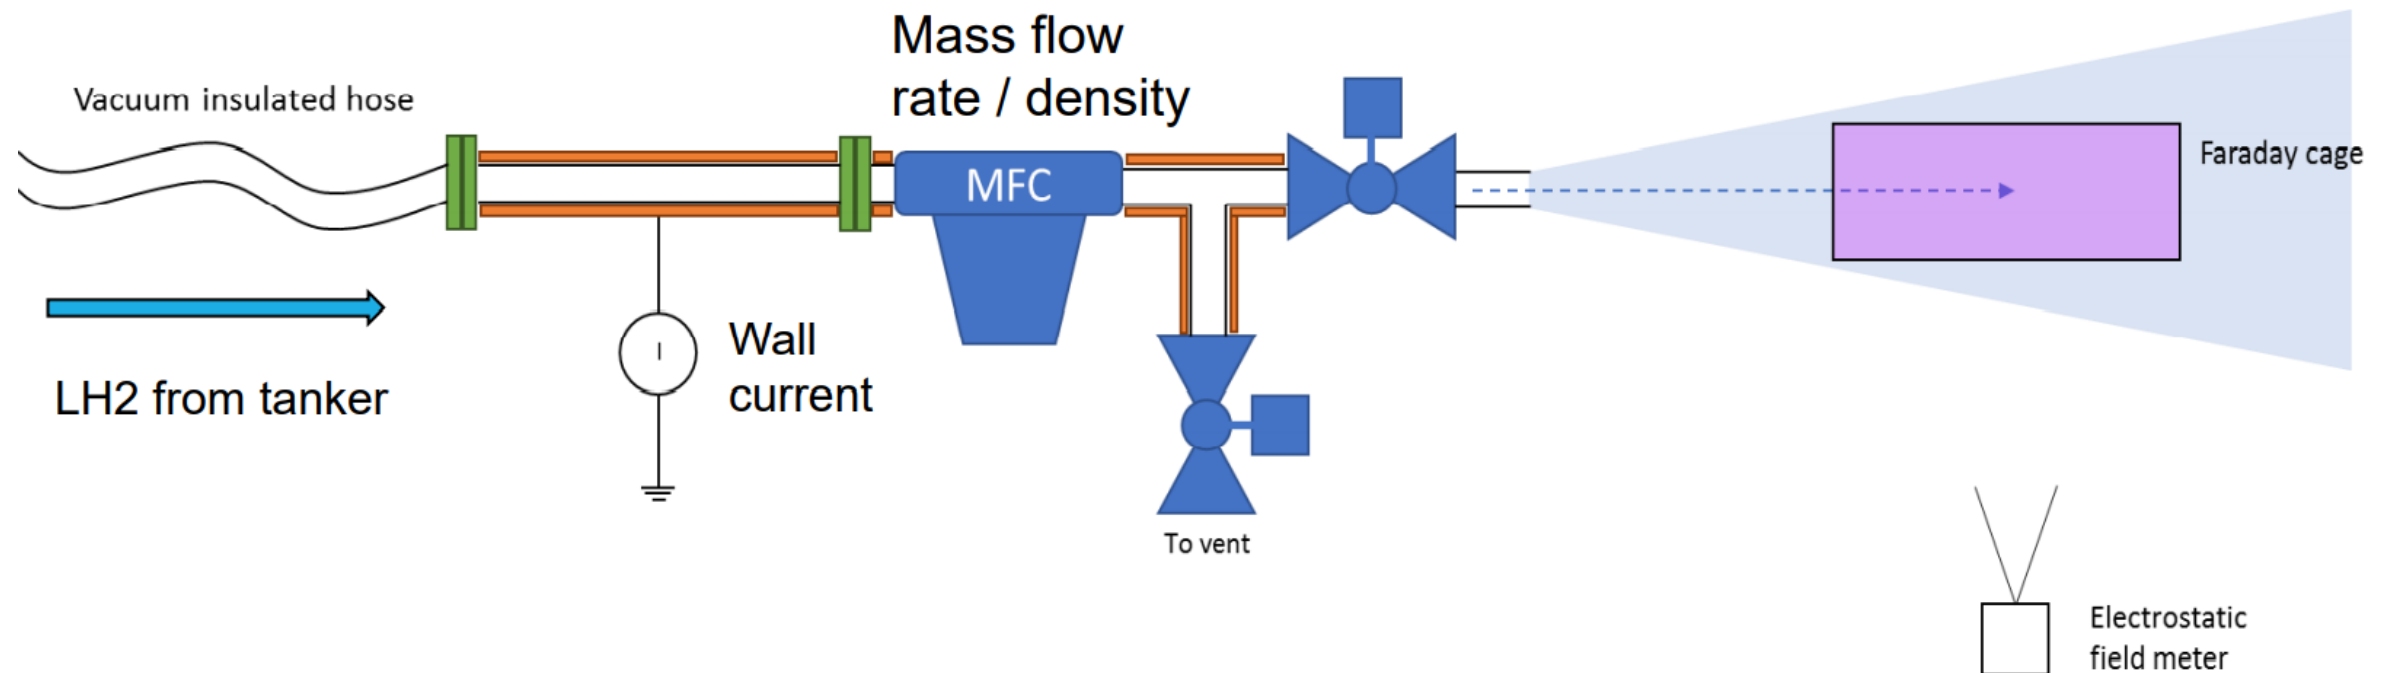 Mass flow
rate / density
Vacuum insulated hose
MFC
Faraday cage
LH2 from tanker
I
Wall
current
To vent
Electrostatic
field meter